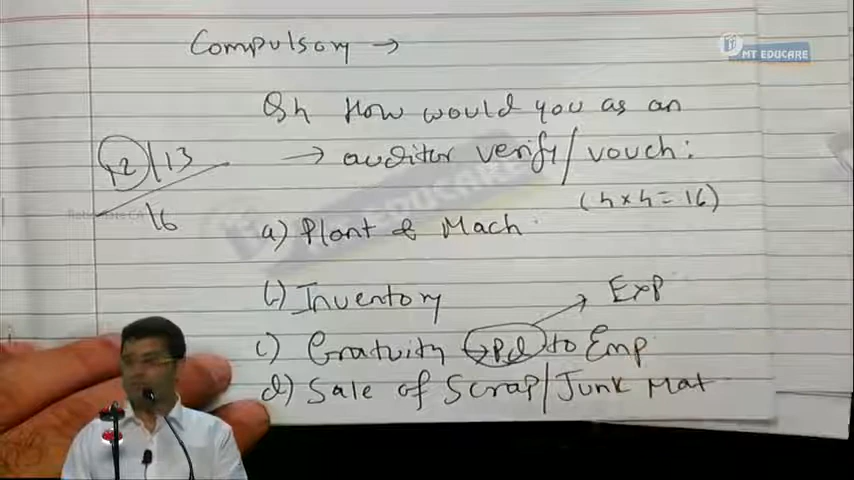 Compulsory →
MT EDUCARE
Qh How would you as an
12/13
→ auditor verify/vouch:
16
(4×4=16)
a) Plant & Mach.
b) Inventory
Exp
c) Gratuity → Pd to Emp
d) Sale of Scrap/Junk Mat